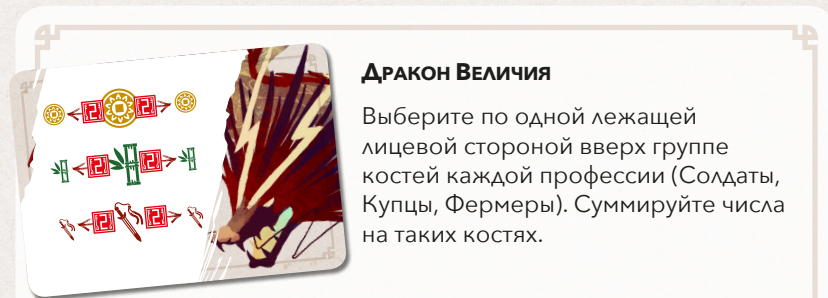 Дракон Величия
Выберите по одной лежащей
лицевой стороной вверх группе
костей каждой профессии (Солдаты,
Купцы, Фермеры). Суммируйте числа
на таких костях.